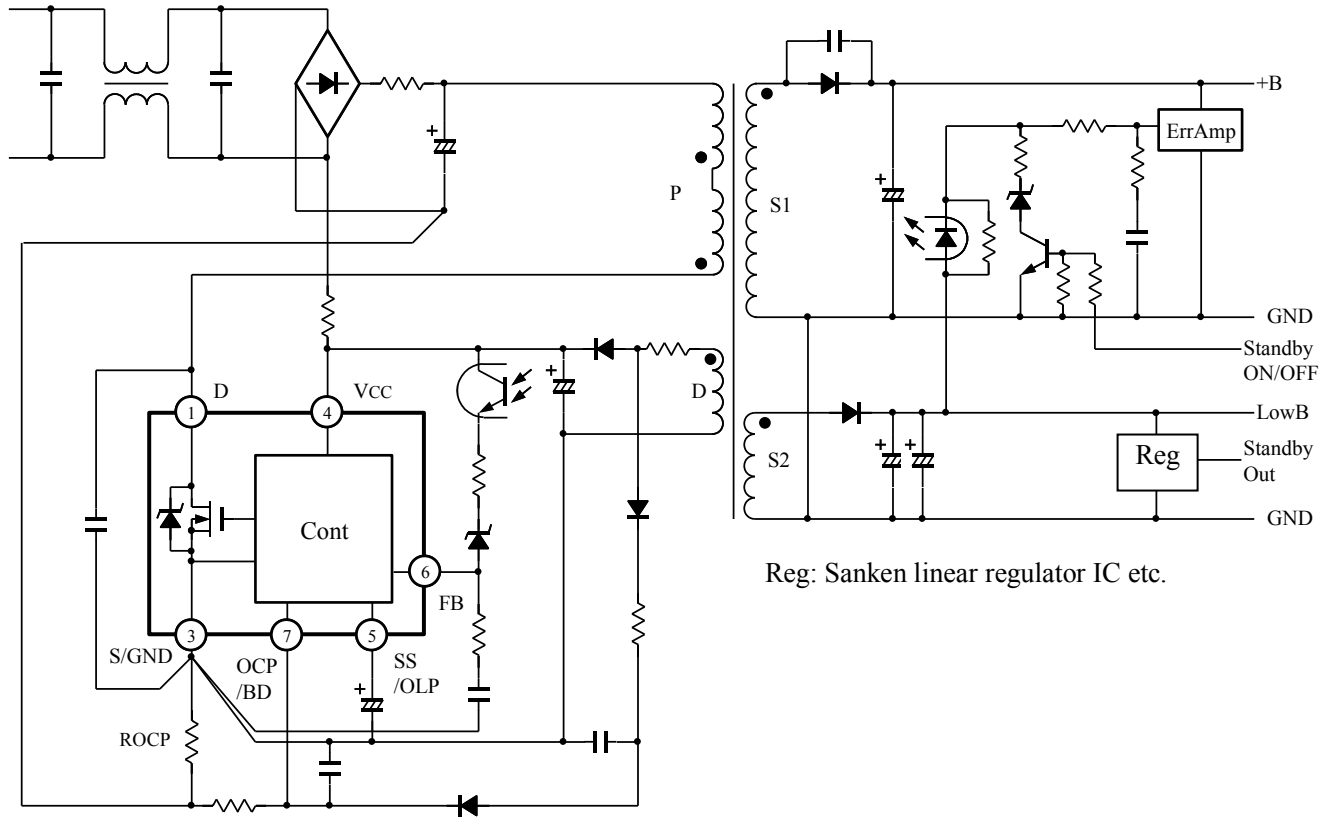 +B
ErrAmp
P
S1
GND
Standby
ON/OFF
D
VCC
D
1
4
LowB
S2
Reg
Standby
Out
Cont
GND
6
FB
Reg: Sanken linear regulator IC etc.
3
7
5
S/GND
OCP
/BD
SS
/OLP
ROCP
+
+
+
+
+
+